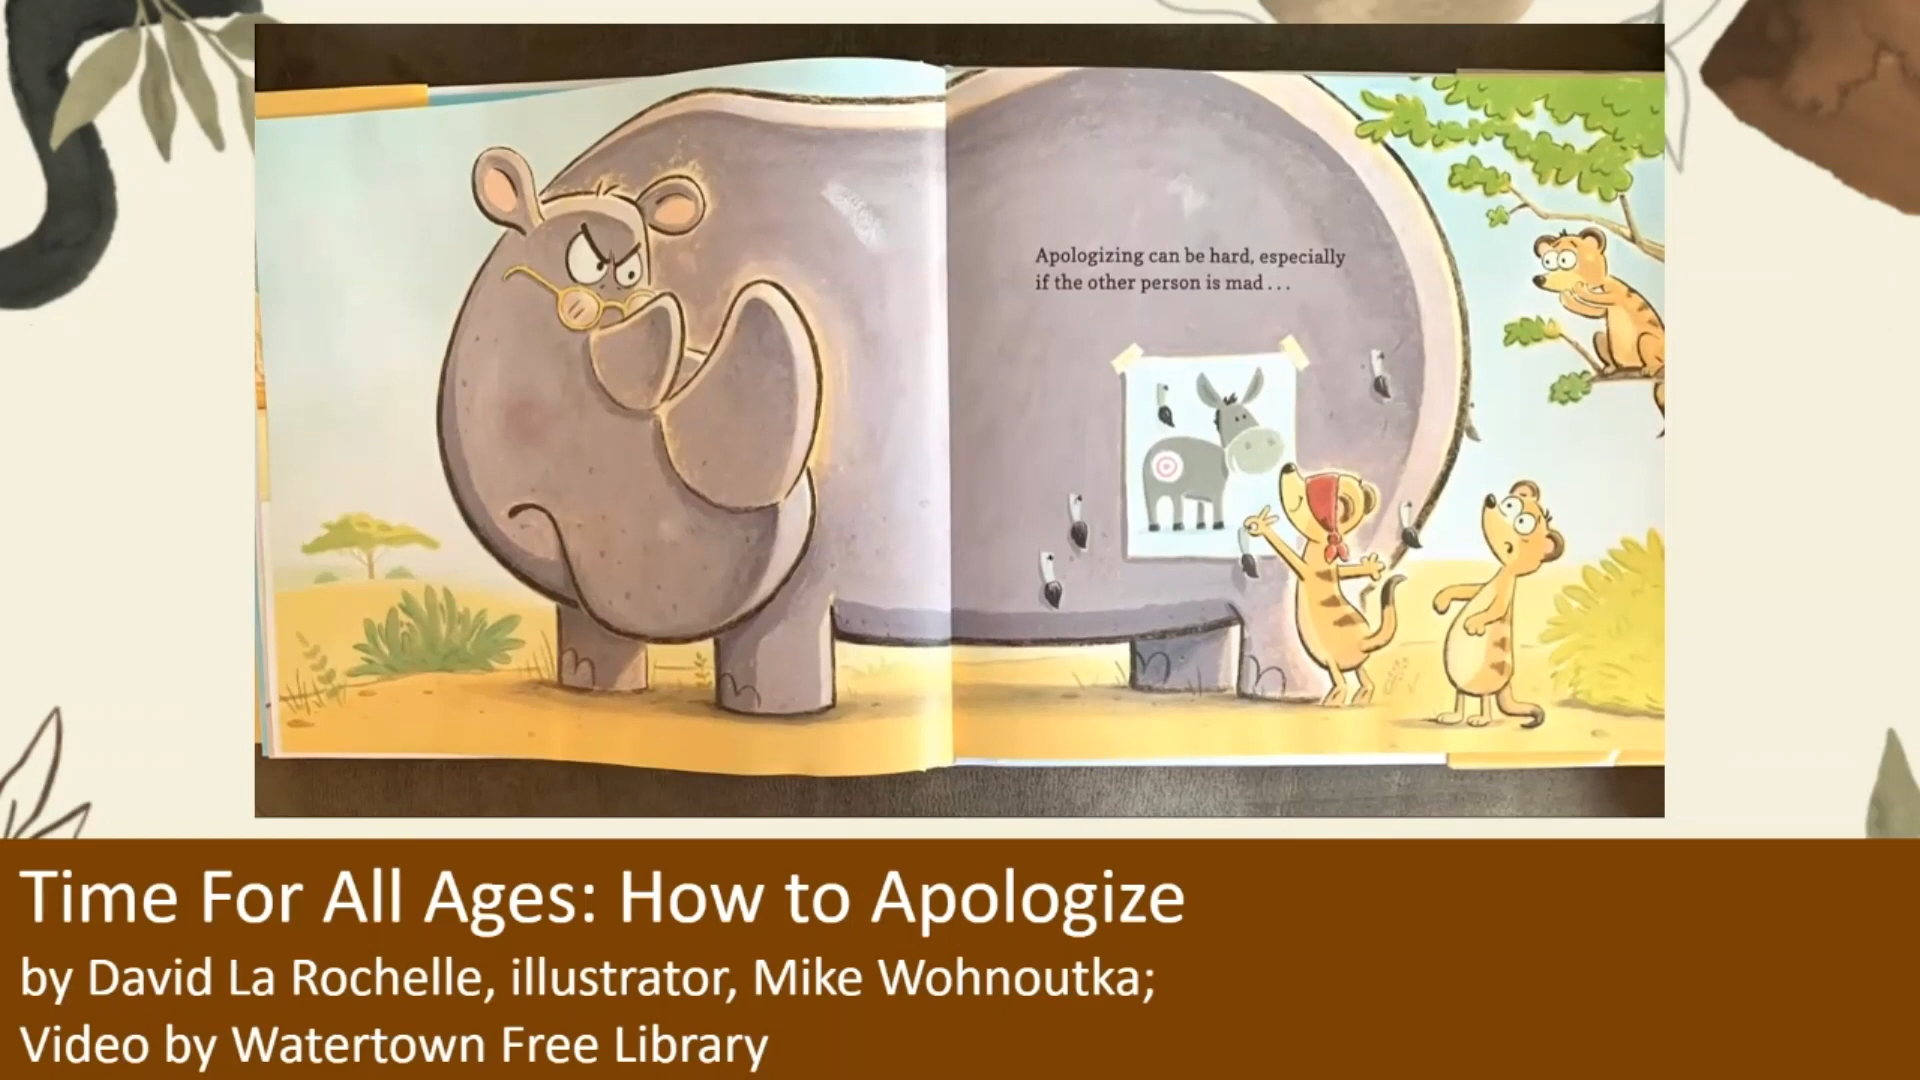 Apologizing can be hard, especially
if the other person is mad . . .
Time For All Ages: How to Apologize
by David La Rochelle, illustrator, Mike Wohnoutka;
Video by Watertown Free Library